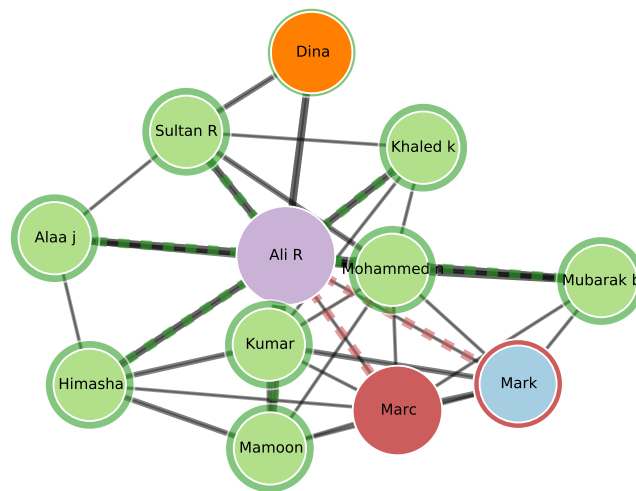 Dina
Sultan R
Khaled k
Alaa j
Ali R
Mohammed n
Mubarak b
Kumar
Himasha
Mark
Marc
Mamoon